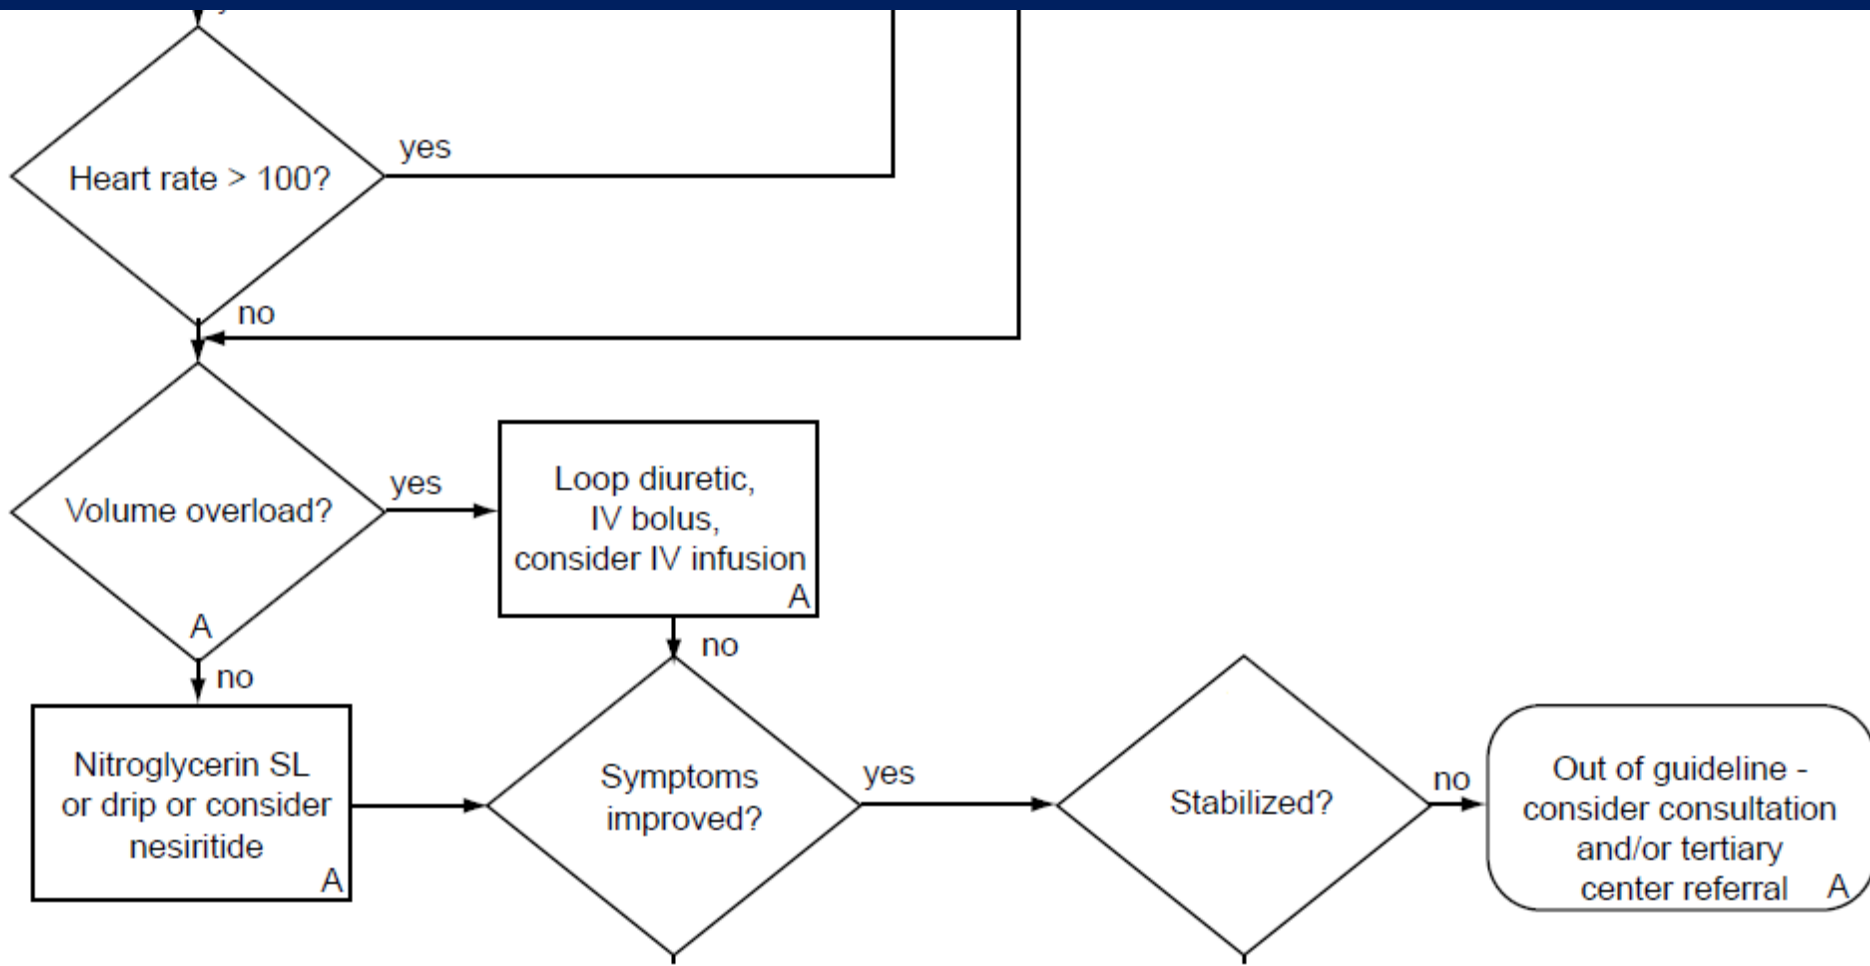 Heart rate > 100?
yes
no
Volume overload?
A
yes
Loop diuretic,
IV bolus,
consider IV infusion
A
no
no
Nitroglycerin SL
or drip or consider
nesiritide
A
Symptoms
improved?
yes
Stabilized?
no
Out of guideline -
consider consultation
and/or tertiary
center referral
A